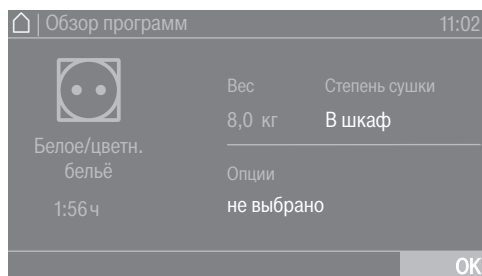 Обзор программ 11:02
Вес Степень сушки
8,0 кг В шкаф
Белое/цветн.
бельё
Опции
1:56 ч не выбрано
OK